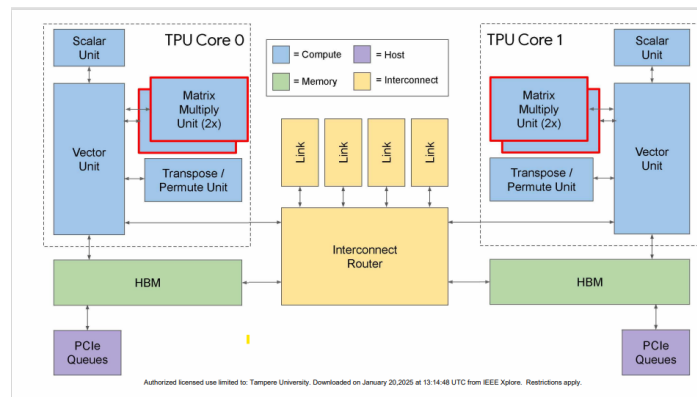 TPU Core 0
Scalar
Unit
Vector
Unit
Matrix
Multiply
Unit (2x)
Transpose /
Permute Unit
HBM
PCIe
Queues
= Compute
= Host
= Memory
= Interconnect
Link
Link
Link
Link
Interconnect
Router
TPU Core 1
Scalar
Unit
Matrix
Multiply
Unit (2x)
Vector
Unit
Transpose /
Permute Unit
HBM
PCIe
Queues
Authorized licensed use limited to: Tampere University. Downloaded on January 20,2025 at 13:14:48 UTC from IEEE Xplore. Restrictions apply.